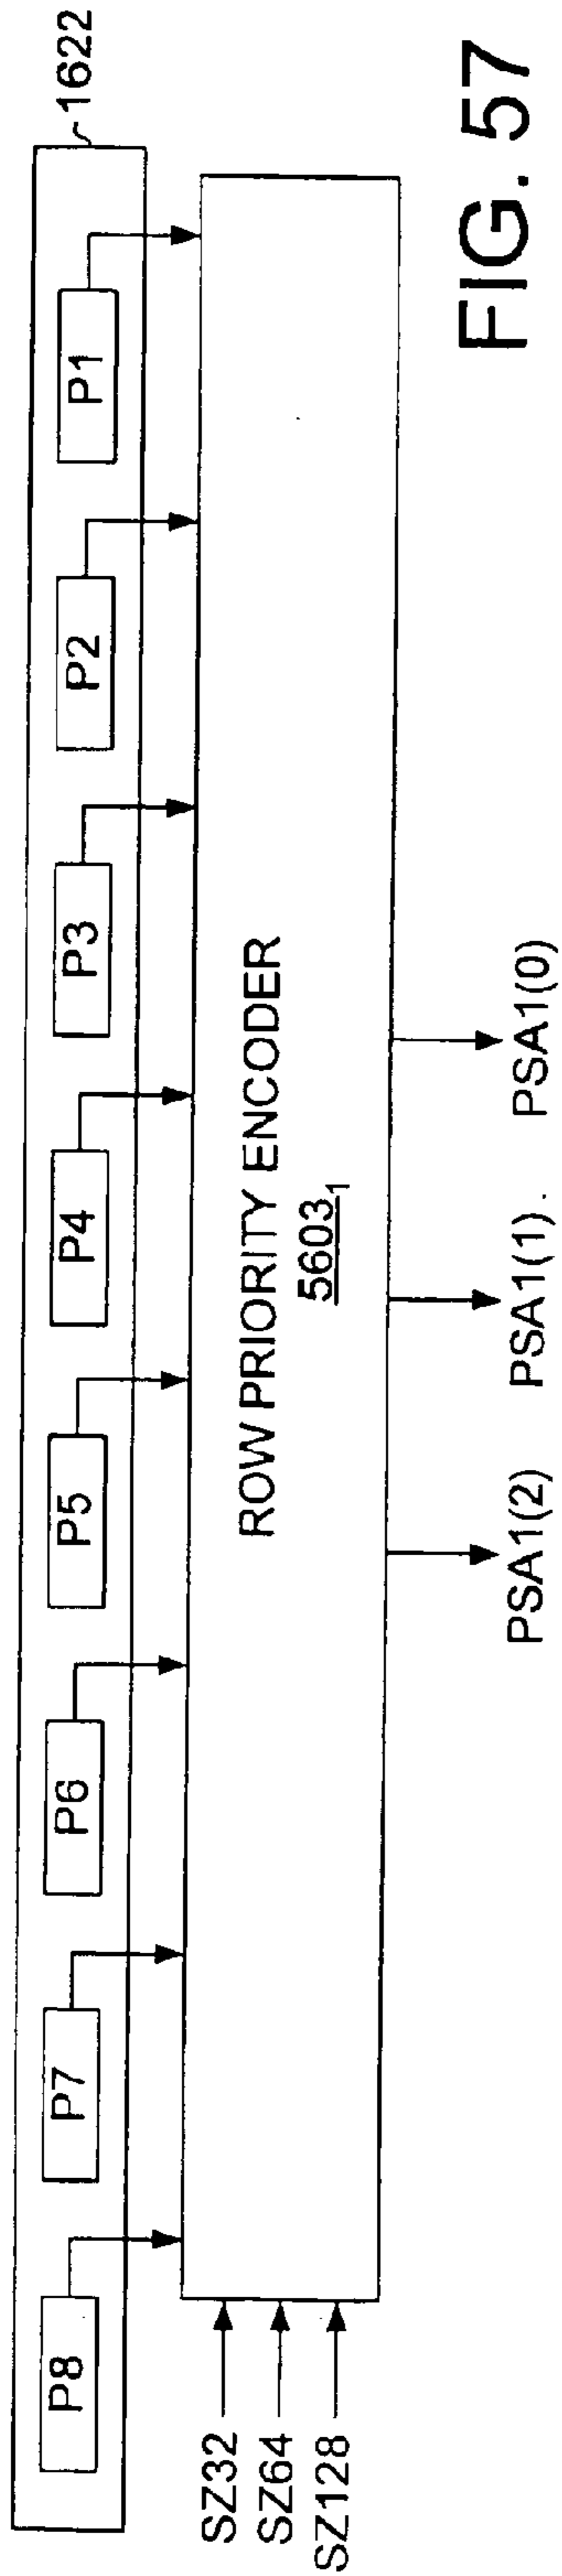 1622
P8 P7 P6 P5 P4 P3 P2 P1
SZ32
SZ64
SZ128
ROW PRIORITY ENCODER
5603₁
PSA1(2) PSA1(1). PSA1(0)
FIG. 57